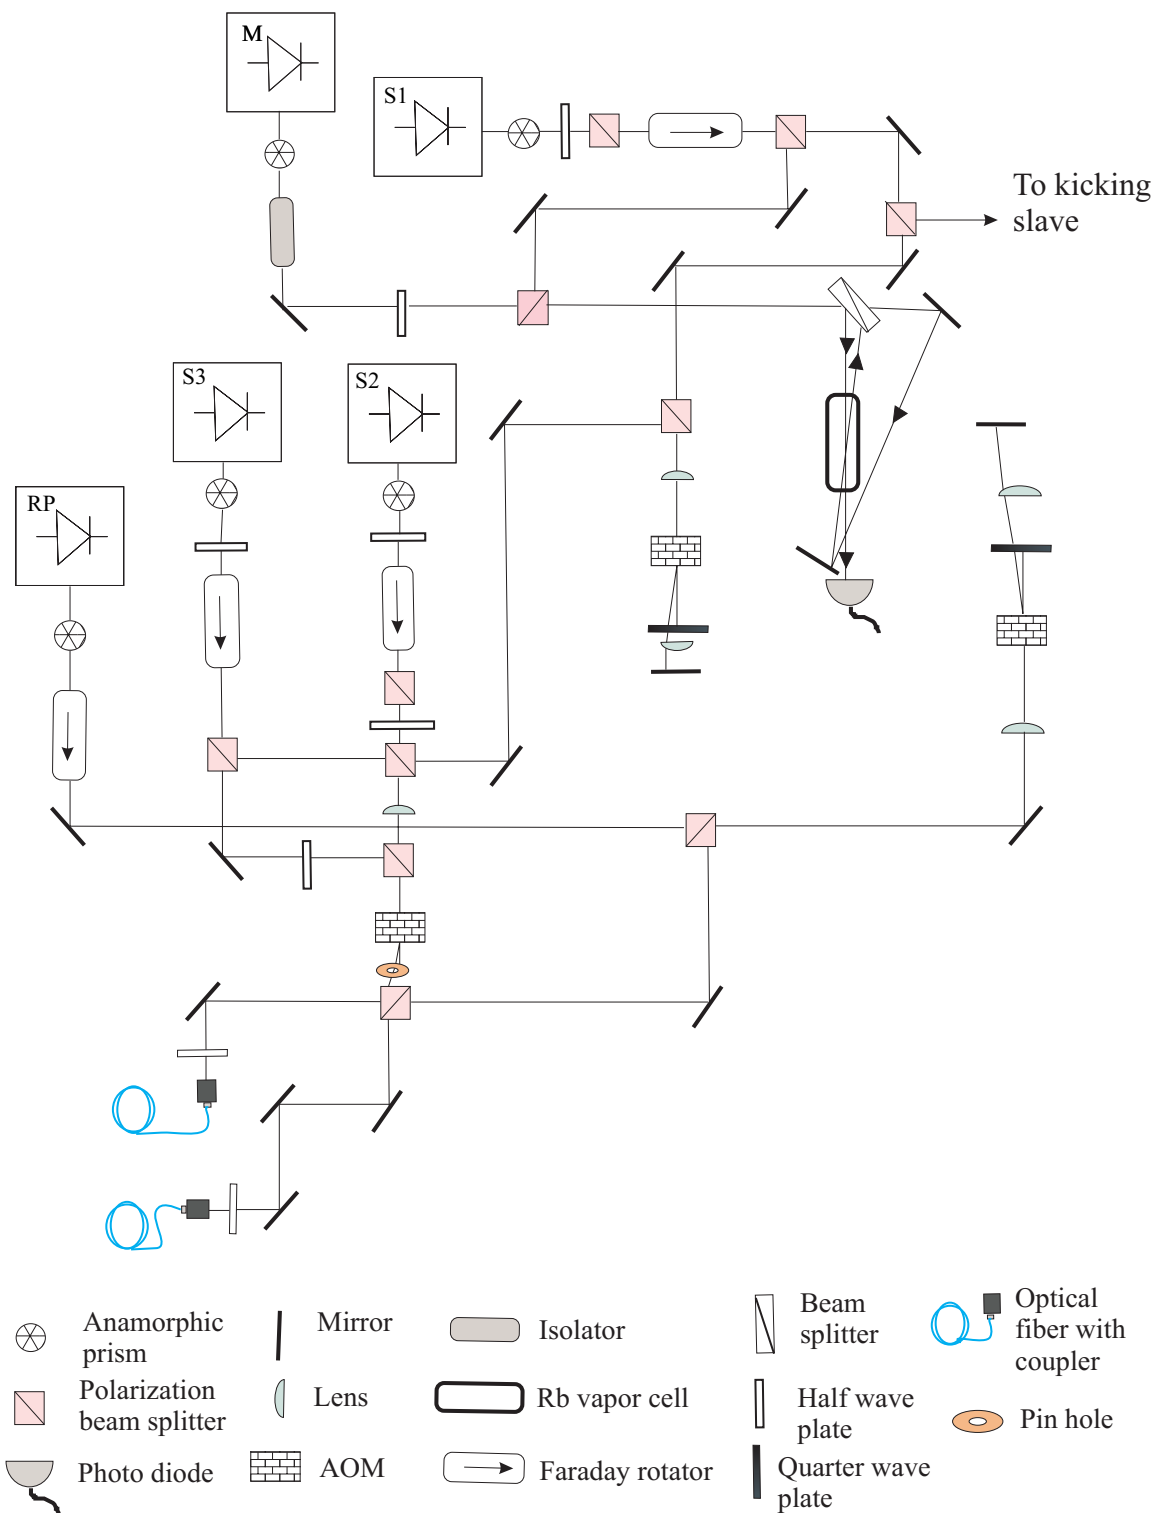 M
S1
To kicking
slave
S3
S2
RP
Anamorphic
prism
Mirror
Isolator
Beam
splitter
Optical
fiber with
coupler
Polarization
beam splitter
Lens
Rb vapor cell
Half wave
plate
Pin hole
Photo diode
AOM
Faraday rotator
Quarter wave
plate